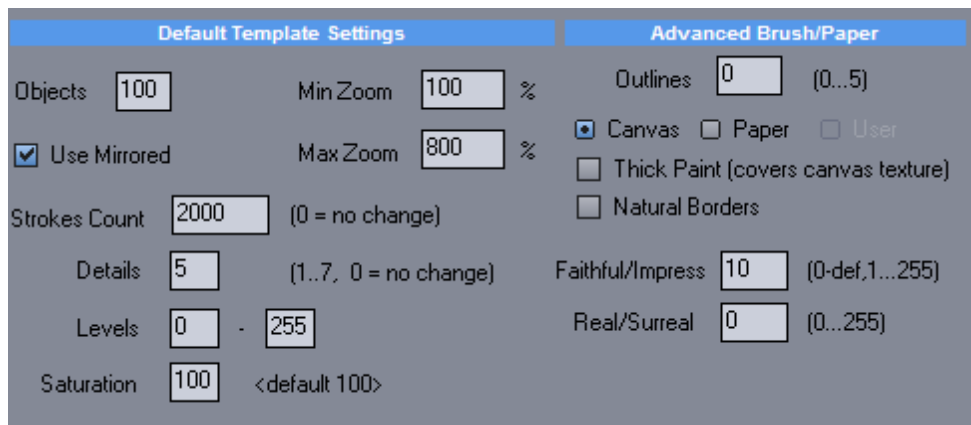 Default Template Settings
Objects 100 Min Zoom 100 %
Use Mirrored Max Zoom 800 %
Strokes Count 2000 (0 = no change)
Details 5 (1..7, 0 = no change)
Levels 0 - 255
Saturation 100 <default 100>
Advanced Brush/Paper
Outlines 0 (0...5)
Canvas Paper User
Thick Paint (covers canvas texture)
Natural Borders
Faithful/Impress 10 (0-def,1...255)
Real/Surreal 0 (0...255)